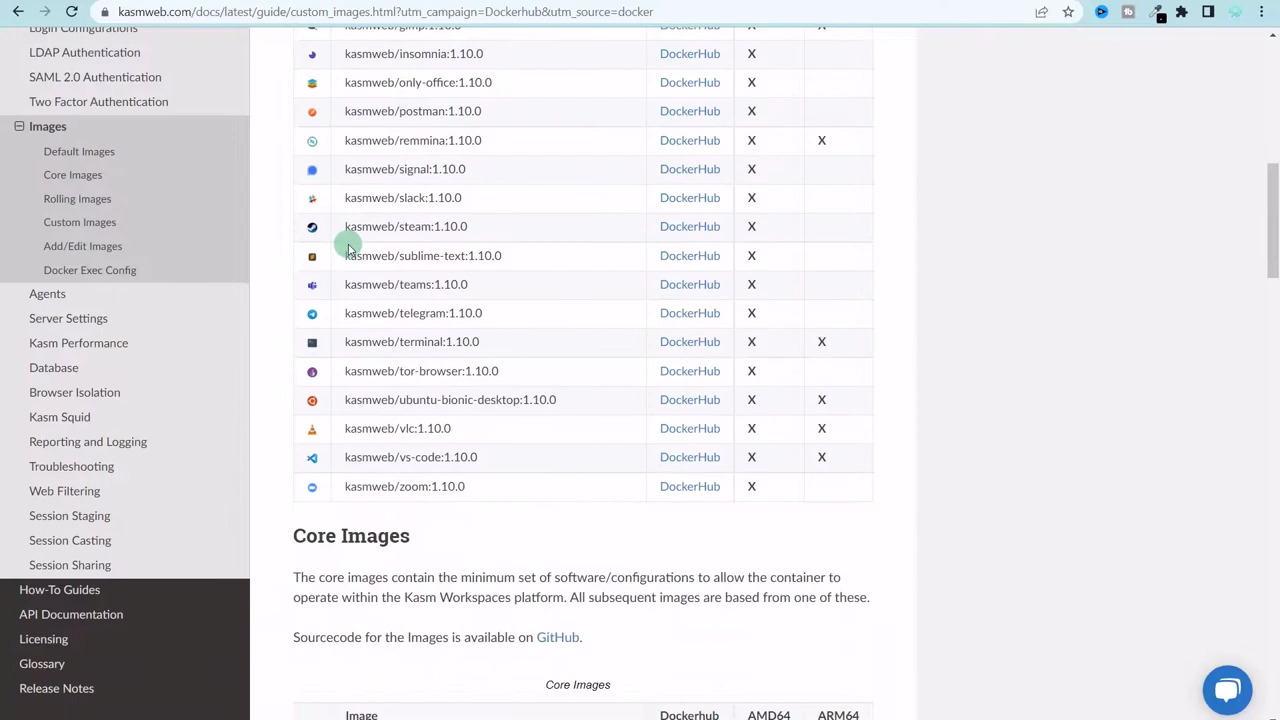 kasmweb.com/docs/latest/guide/custom_images.html?utm_campaign=Dockerhub&utm_source=docker
Login Configurations
LDAP Authentication
SAML 2.0 Authentication
Two Factor Authentication
Images
Default Images
Core Images
Rolling Images
Custom Images
Add/Edit Images
Docker Exec Config
Agents
Server Settings
Kasm Performance
Database
Browser Isolation
Kasm Squid
Reporting and Logging
Troubleshooting
Web Filtering
Session Staging
Session Casting
Session Sharing
How-To Guides
API Documentation
Licensing
Glossary
Release Notes
kasmweb/gimp:1.10.0 DockerHub X X
kasmweb/insomnia:1.10.0 DockerHub X
kasmweb/only-office:1.10.0 DockerHub X
kasmweb/postman:1.10.0 DockerHub X
kasmweb/remmina:1.10.0 DockerHub X X
kasmweb/signal:1.10.0 DockerHub X
kasmweb/slack:1.10.0 DockerHub X
kasmweb/steam:1.10.0 DockerHub X
kasmweb/sublime-text:1.10.0 DockerHub X
kasmweb/teams:1.10.0 DockerHub X
kasmweb/telegram:1.10.0 DockerHub X
kasmweb/terminal:1.10.0 DockerHub X X
kasmweb/tor-browser:1.10.0 DockerHub X
kasmweb/ubuntu-bionic-desktop:1.10.0 DockerHub X X
kasmweb/vlc:1.10.0 DockerHub X X
kasmweb/vs-code:1.10.0 DockerHub X X
kasmweb/zoom:1.10.0 DockerHub X
Core Images
The core images contain the minimum set of software/configurations to allow the container to
operate within the Kasm Workspaces platform. All subsequent images are based from one of these.
Sourcecode for the Images is available on GitHub.
Core Images
Image Dockerhub AMD64 ARM64